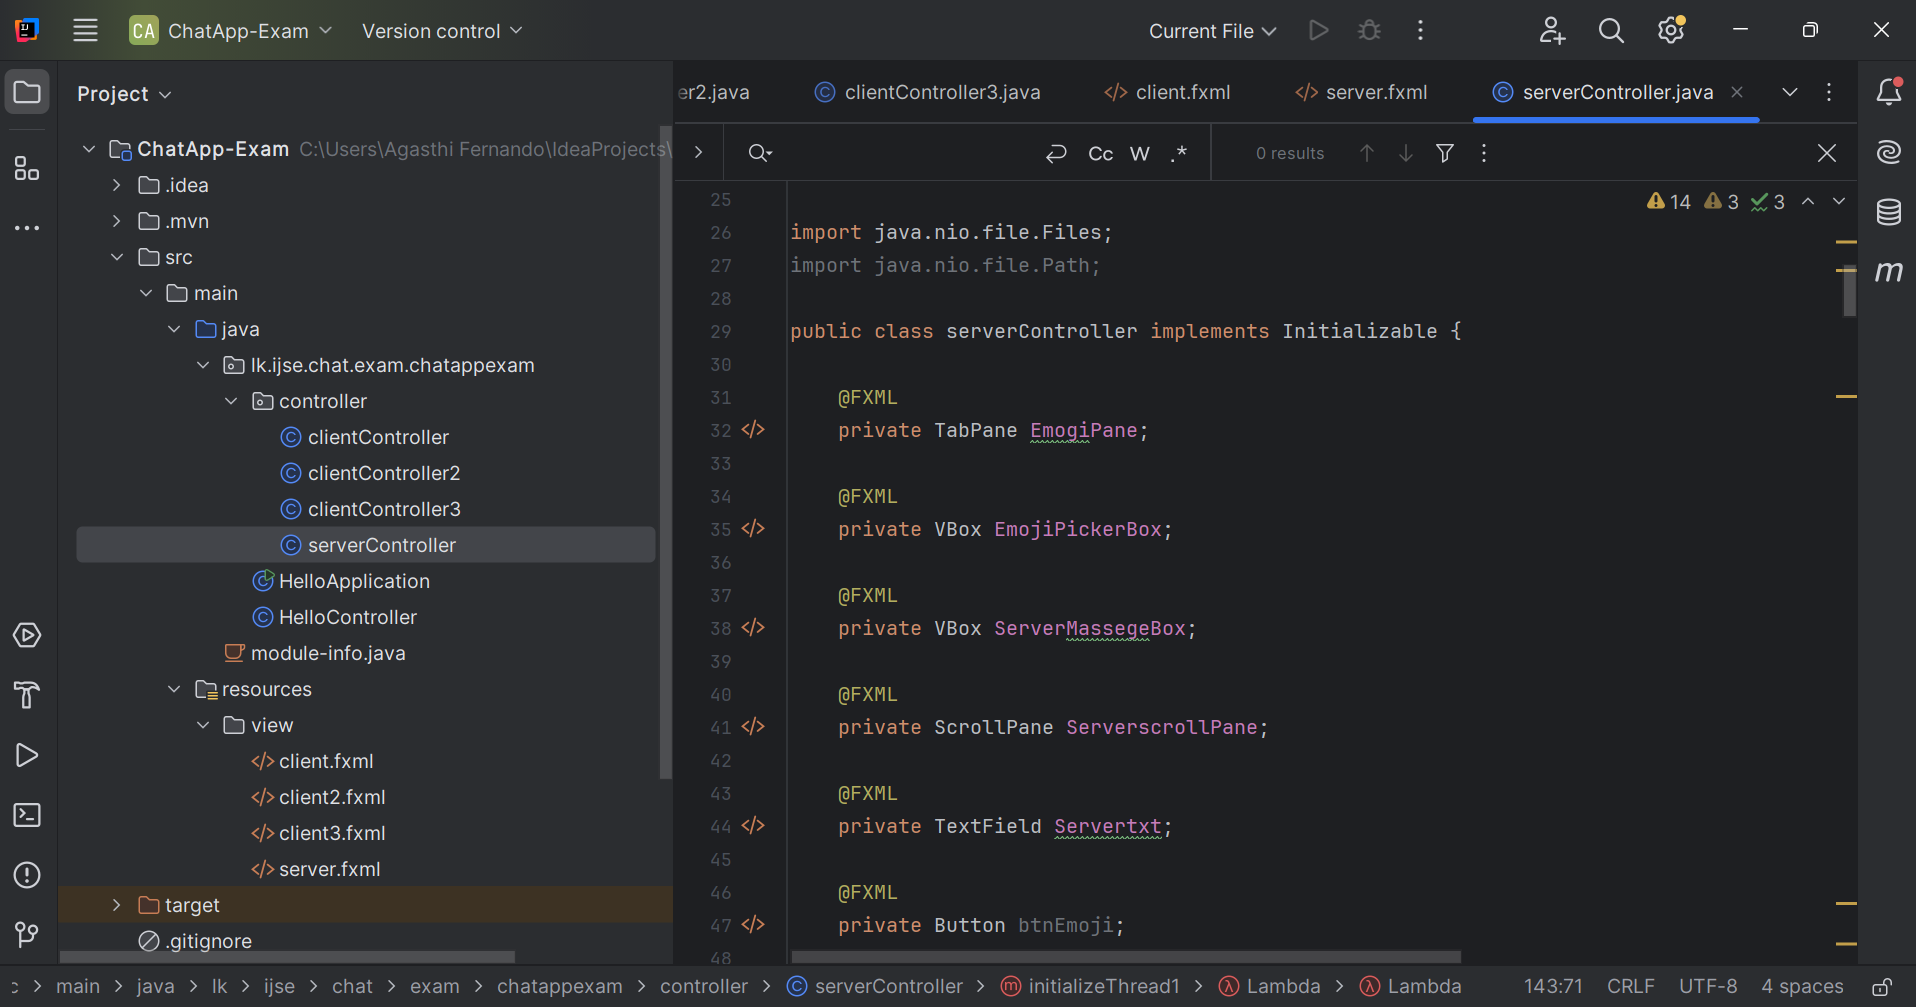 CA ChatApp-Exam Version control Current File
Project
er2.java clientController3.java client.fxml server.fxml serverController.java
Cc W .* 0 results
ChatApp-Exam C:\Users\Agasthi Fernando\IdeaProjects\
.idea
.mvn
src
main
java
lk.ijse.chat.exam.chatappexam
controller
clientController
clientController2
clientController3
serverController
HelloApplication
HelloController
module-info.java
resources
view
client.fxml
client2.fxml
client3.fxml
server.fxml
target
.gitignore
14 3 3
25
26 import java.nio.file.Files;
27 import java.nio.file.Path;
28
29 public class serverController implements Initializable {
30
31 @FXML
32 private TabPane EmogiPane;
33
34 @FXML
35 private VBox EmojiPickerBox;
36
37 @FXML
38 private VBox ServerMassegeBox;
39
40 @FXML
41 private ScrollPane ServerscrollPane;
42
43 @FXML
44 private TextField Servertxt;
45
46 @FXML
47 private Button btnEmoji;
48
m
main java lk ijse chat exam chatappexam controller serverController initializeThread1 Lambda Lambda 143:71 CRLF UTF-8 4 spaces